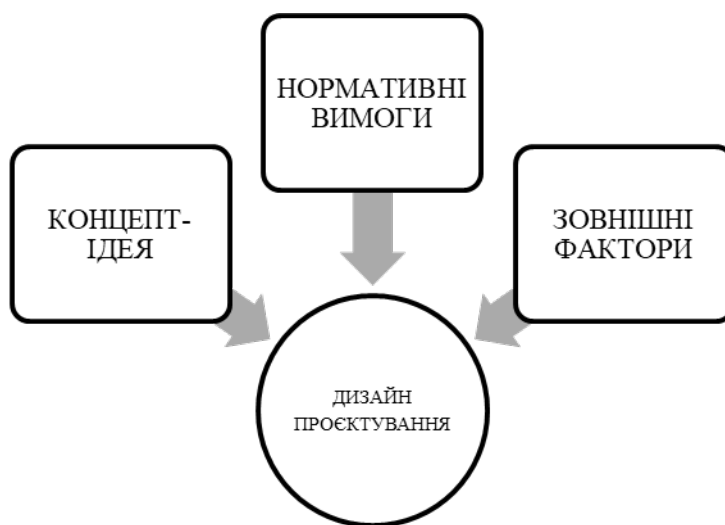 НОРМАТИВНІ
ВИМОГИ
КОНЦЕПТ-
ІДЕЯ
ЗОВНІШНІ
ФАКТОРИ
ДИЗАЙН
ПРОЄКТУВАННЯ